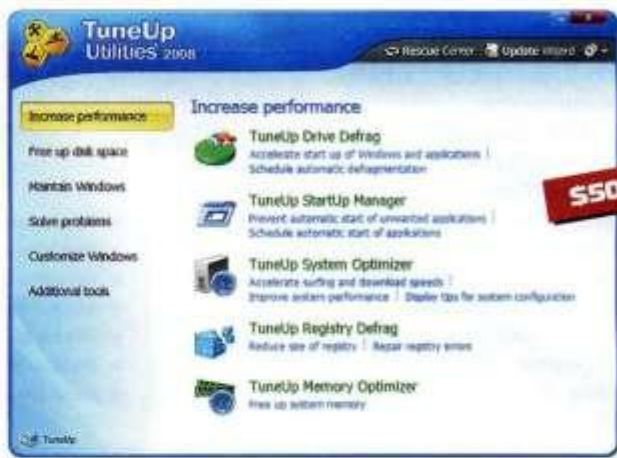 TuneUp
Utilities 2008
Rescue Center Update Wizard
Increase performance
Free up disk space
Maintain Windows
Solve problems
Customize Windows
Additional tools
Increase performance
TuneUp Drive Defrag
Accelerate start up of Windows and applications |
Schedule automatic defragmentation
$50
TuneUp StartUp Manager
Prevent automatic start of unwanted applications |
Schedule automatic start of applications
TuneUp System Optimizer
Accelerate surfing and download speeds |
Improve system performance | Display tips for system configuration
TuneUp Registry Defrag
Reduce size of registry | Repair registry errors
TuneUp Memory Optimizer
Free up system memory
TuneUp